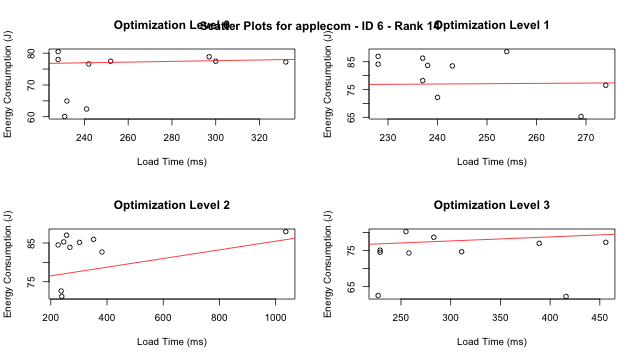 Scatter Plots for applecom - ID 6 - Rank 14
Optimization Level 0
Energy Consumption (J)
60 70 80
240 260 280 300 320
Load Time (ms)
Optimization Level 1
Energy Consumption (J)
65 75 85
230 240 250 260 270
Load Time (ms)
Optimization Level 2
Energy Consumption (J)
75 85
200 400 600 800 1000
Load Time (ms)
Optimization Level 3
Energy Consumption (J)
65 75
250 300 350 400 450
Load Time (ms)